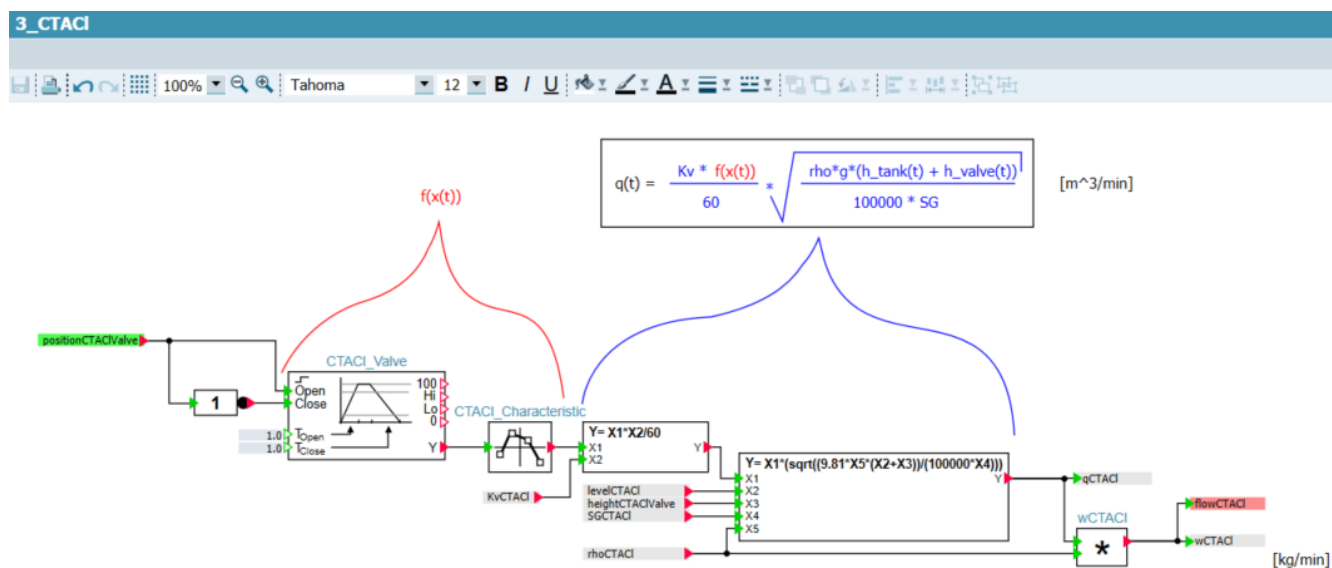 3_CTACl
100%
Tahoma
12
B
I
U
A
q(t) = Kv * f(x(t)) / 60 * √ rho*g*(h_tank(t) + h_valve(t)) / 100000 * SG [m^3/min]
f(x(t))
positionCTAClValve
CTACl_Valve
Open
Close
100
Hi
Lo
0
1
1.0 TOpen
1.0 TClose
Y
CTACl_Characteristic
Y= X1*X2/60
X1
X2
Y
KvCTACl
Y= X1*(sqrt((9.81*X5*(X2+X3))/(100000*X4)))
X1
X2
X3
X4
X5
Y
levelCTACl
heightCTAClValve
SGCTACl
rhoCTACl
qCTACl
wCTACl
*
flowCTACl
wCTACl
[kg/min]